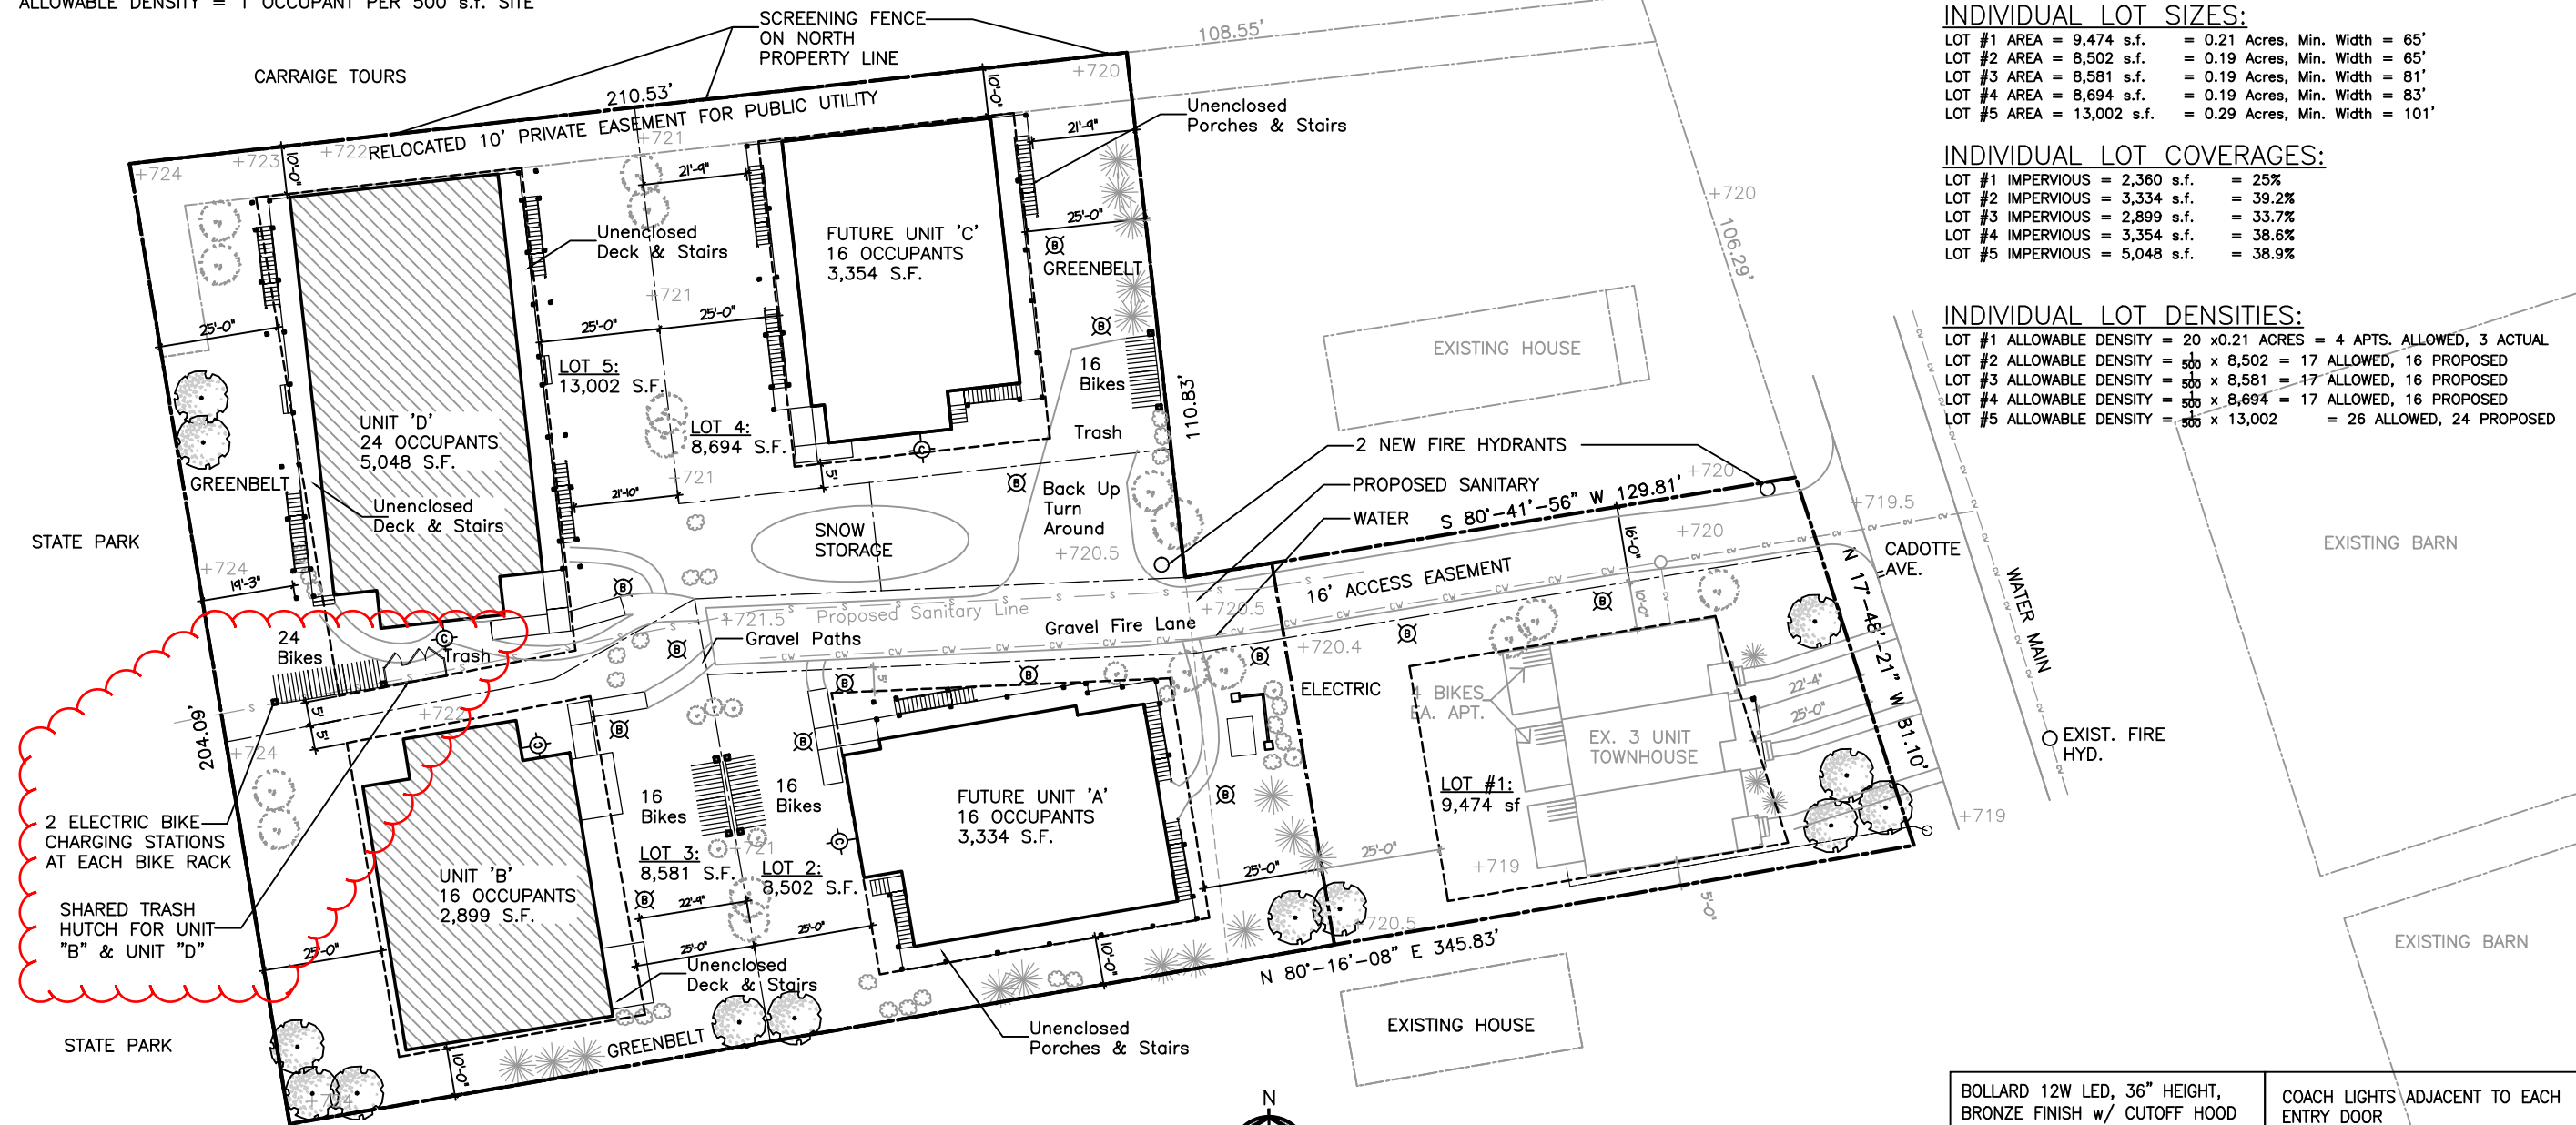 ALLOWABLE DENSITY = 1 OCCUPANT PER 500 s.f. SITE
SCREENING FENCE
ON NORTH
PROPERTY LINE
CARRAIGE TOURS
108.55'
210.53'
RELOCATED 10' PRIVATE EASEMENT FOR PUBLIC UTILITY
+720
+721
+722
+723
+724
10'-0"
10'-0"
21'-9"
21'-9"
Unenclosed
Porches & Stairs
25'-0"
Unenclosed
Deck & Stairs
FUTURE UNIT 'C'
16 OCCUPANTS
3,354 S.F.
B
GREENBELT
+721
25'-0"
25'-0"
25'-0"
B
LOT 5:
13,002 S.F.
16
Bikes
110.83'
UNIT 'D'
24 OCCUPANTS
5,048 S.F.
LOT 4:
8,694 S.F.
Trash
C
5'
GREENBELT
+721
21'-10"
B
Back Up
Turn
Around
Unenclosed
Deck & Stairs
SNOW
STORAGE
+720.5
STATE PARK
+724
19'-3"
B
2 NEW FIRE HYDRANTS
PROPOSED SANITARY
WATER
S 80°-41'-56" W 129.81'
16' ACCESS EASEMENT
16'-0"
10'-0"
+720
+720
+719.5
CADOTTE
AVE.
+720
106.29'
EXISTING HOUSE
EXISTING BARN
WATER MAIN
N 17°-48'-21" W 81.10'
24
Bikes
C
Trash
+721.5
Proposed Sanitary Line
+720.5
Gravel Paths
Gravel Fire Lane
B
B
B
+720.4
B
B
B
5'
ELECTRIC
4 BIKES
EA. APT.
22'-4"
25'-0"
EX. 3 UNIT
TOWNHOUSE
EXIST. FIRE
HYD.
204.09'
5'
5'
+722
+724
C
B
B
16
Bikes
16
Bikes
FUTURE UNIT 'A'
16 OCCUPANTS
3,334 S.F.
B
C
LOT #1:
9,474 sf
+719
+719
2 ELECTRIC BIKE
CHARGING STATIONS
AT EACH BIKE RACK
LOT 3:
8,581 S.F.
+721
LOT 2:
8,502 S.F.
UNIT 'B'
16 OCCUPANTS
2,899 S.F.
B
22'-9"
25'-0"
25'-0"
25'-0"
25'-0"
5'-0"
+720.5
SHARED TRASH
HUTCH FOR UNIT
"B" & UNIT "D"
25'-0"
10'-0"
N 80°-16'-08" E 345.83'
Unenclosed
Deck & Stairs
Unenclosed
Porches & Stairs
EXISTING HOUSE
EXISTING BARN
STATE PARK
GREENBELT
10'-0"
N
INDIVIDUAL LOT SIZES:
LOT #1 AREA = 9,474 s.f. = 0.21 Acres, Min. Width = 65'
LOT #2 AREA = 8,502 s.f. = 0.19 Acres, Min. Width = 65'
LOT #3 AREA = 8,581 s.f. = 0.19 Acres, Min. Width = 81'
LOT #4 AREA = 8,694 s.f. = 0.19 Acres, Min. Width = 83'
LOT #5 AREA = 13,002 s.f. = 0.29 Acres, Min. Width = 101'
INDIVIDUAL LOT COVERAGES:
LOT #1 IMPERVIOUS = 2,360 s.f. = 25%
LOT #2 IMPERVIOUS = 3,334 s.f. = 39.2%
LOT #3 IMPERVIOUS = 2,899 s.f. = 33.7%
LOT #4 IMPERVIOUS = 3,354 s.f. = 38.6%
LOT #5 IMPERVIOUS = 5,048 s.f. = 38.9%
INDIVIDUAL LOT DENSITIES:
LOT #1 ALLOWABLE DENSITY = 20 x0.21 ACRES = 4 APTS. ALLOWED, 3 ACTUAL
LOT #2 ALLOWABLE DENSITY = 1/500 x 8,502 = 17 ALLOWED, 16 PROPOSED
LOT #3 ALLOWABLE DENSITY = 1/500 x 8,581 = 17 ALLOWED, 16 PROPOSED
LOT #4 ALLOWABLE DENSITY = 1/500 x 8,694 = 17 ALLOWED, 16 PROPOSED
LOT #5 ALLOWABLE DENSITY = 1/500 x 13,002 = 26 ALLOWED, 24 PROPOSED
BOLLARD 12W LED, 36" HEIGHT,
BRONZE FINISH w/ CUTOFF HOOD
COACH LIGHTS ADJACENT TO EACH
ENTRY DOOR